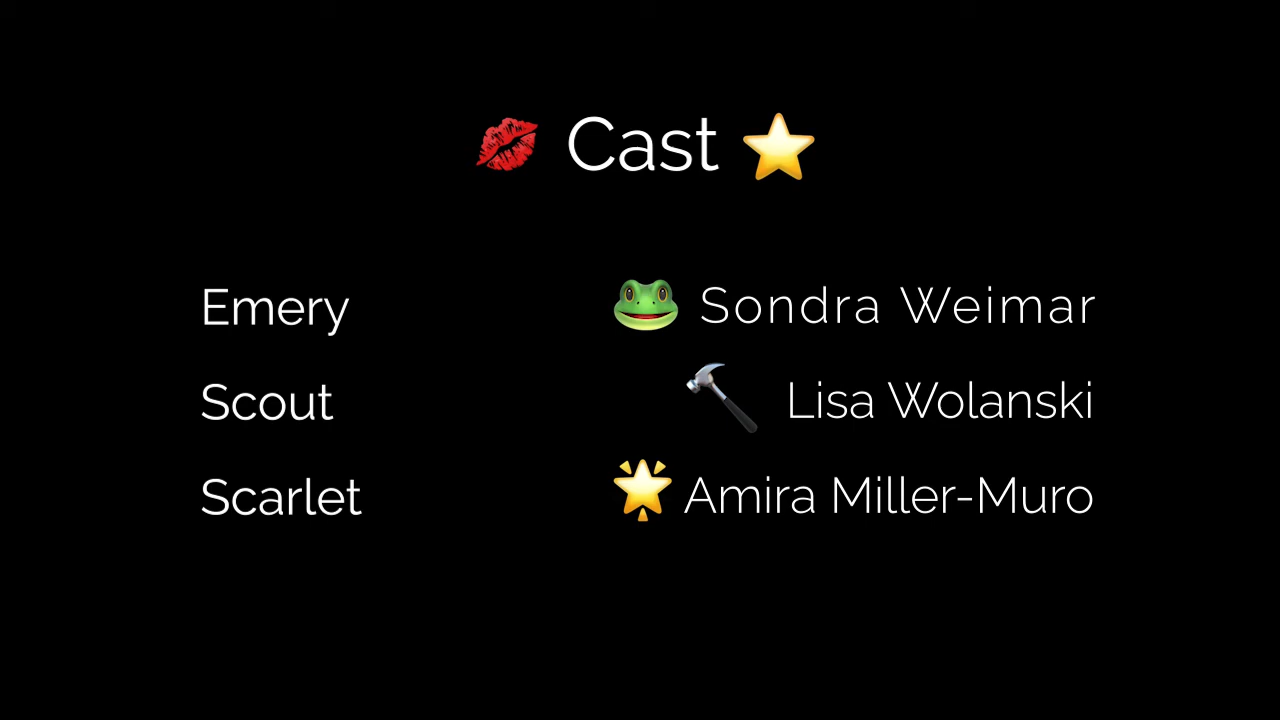 💋 Cast ⭐
Emery 🐸 Sondra Weimar
Scout 🔨 Lisa Wolanski
Scarlet 🌟 Amira Miller-Muro